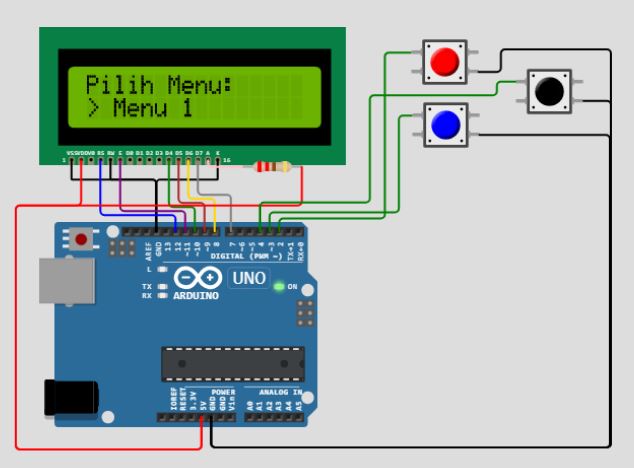 Pilih Menu:
> Menu 1
1 VSS VDD V0 RS RW E D0 D1 D2 D3 D4 D5 D6 D7 A K 16
AREF GND 13 12 ~11 ~10 ~9 8 7 ~6 ~5 4 ~3 2 TX→1 RX←0
DIGITAL (PWM ~)
L
UNO
TX
ON
RX
ARDUINO
POWER
ANALOG IN
IOREF RESET 3.3V 5V GND GND Vin A0 A1 A2 A3 A4 A5